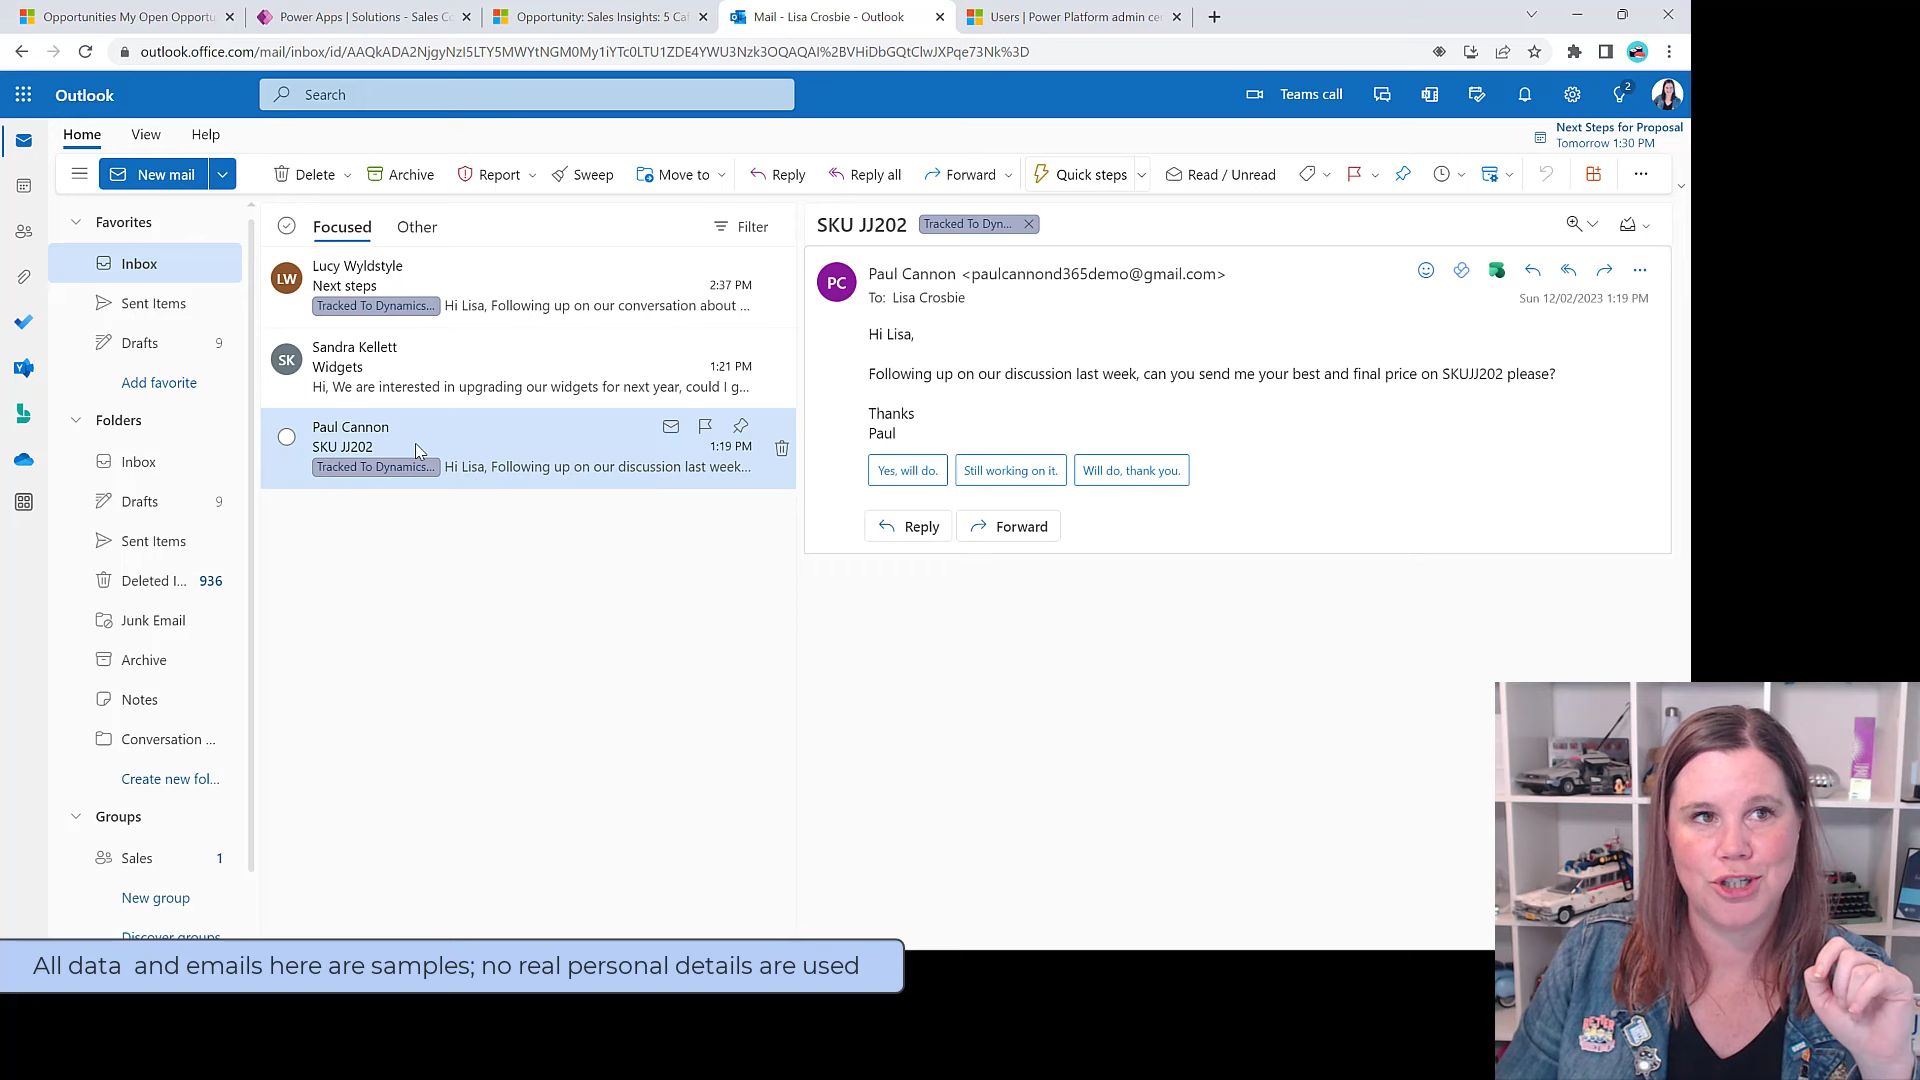 Opportunities My Open Opportu
Power Apps | Solutions - Sales Co
Opportunity: Sales Insights: 5 Ca
Mail - Lisa Crosbie - Outlook
Users | Power Platform admin ce
outlook.office.com/mail/inbox/id/AAQkADA2NjgyNzI5LTY5MWYtNGM0My1iYTc0LTU1ZDE4YWU3Nzk3OQAQAI%2BVHiDbGQtClwJXPqe73Nk%3D
Outlook
Search
Teams call
2
Home
View
Help
Next Steps for Proposal
Tomorrow 1:30 PM
New mail
Delete
Archive
Report
Sweep
Move to
Reply
Reply all
Forward
Quick steps
Read / Unread
Favorites
Inbox
Sent Items
Drafts 9
Add favorite
Folders
Inbox
Drafts 9
Sent Items
Deleted I... 936
Junk Email
Archive
Notes
Conversation ...
Create new fol...
Groups
Sales 1
New group
Discover groups
Focused
Other
Filter
LW
Lucy Wyldstyle
Next steps
2:37 PM
Tracked To Dynamics...
Hi Lisa, Following up on our conversation about ...
SK
Sandra Kellett
Widgets
1:21 PM
Hi, We are interested in upgrading our widgets for next year, could I g...
Paul Cannon
SKU JJ202
1:19 PM
Tracked To Dynamics...
Hi Lisa, Following up on our discussion last week...
SKU JJ202
Tracked To Dyn...
PC
Paul Cannon <paulcannond365demo@gmail.com>
To: Lisa Crosbie
Sun 12/02/2023 1:19 PM
Hi Lisa,
Following up on our discussion last week, can you send me your best and final price on SKUJJ202 please?
Thanks
Paul
Yes, will do.
Still working on it.
Will do, thank you.
Reply
Forward
All data and emails here are samples; no real personal details are used